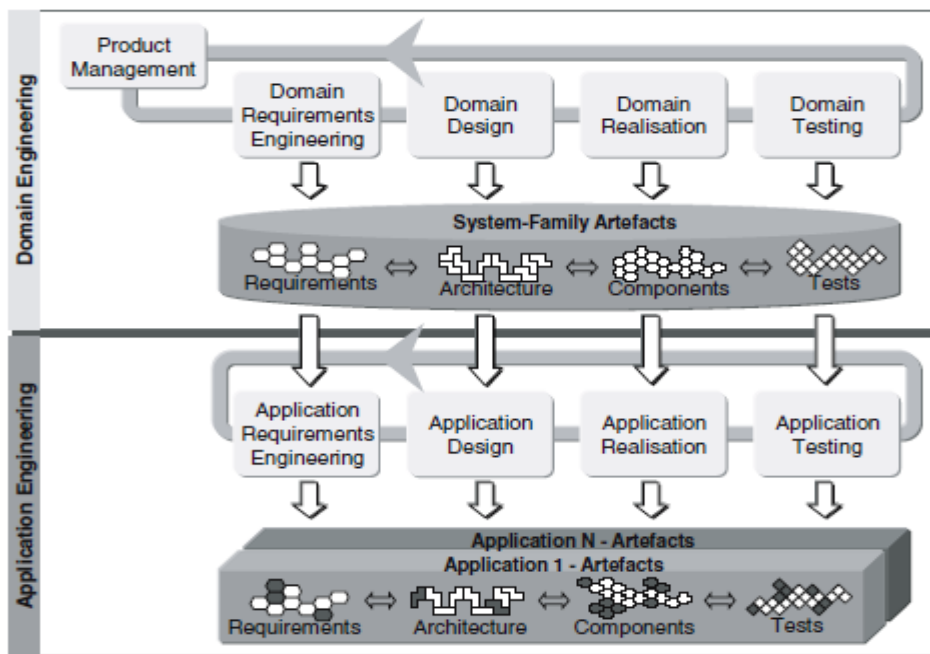 Domain Engineering
Product
Management
Domain
Requirements
Engineering
Domain
Design
Domain
Realisation
Domain
Testing
System-Family Artefacts
Requirements
Architecture
Components
Tests
Application Engineering
Application
Requirements
Engineering
Application
Design
Application
Realisation
Application
Testing
Application N - Artefacts
Application 1 - Artefacts
Requirements
Architecture
Components
Tests